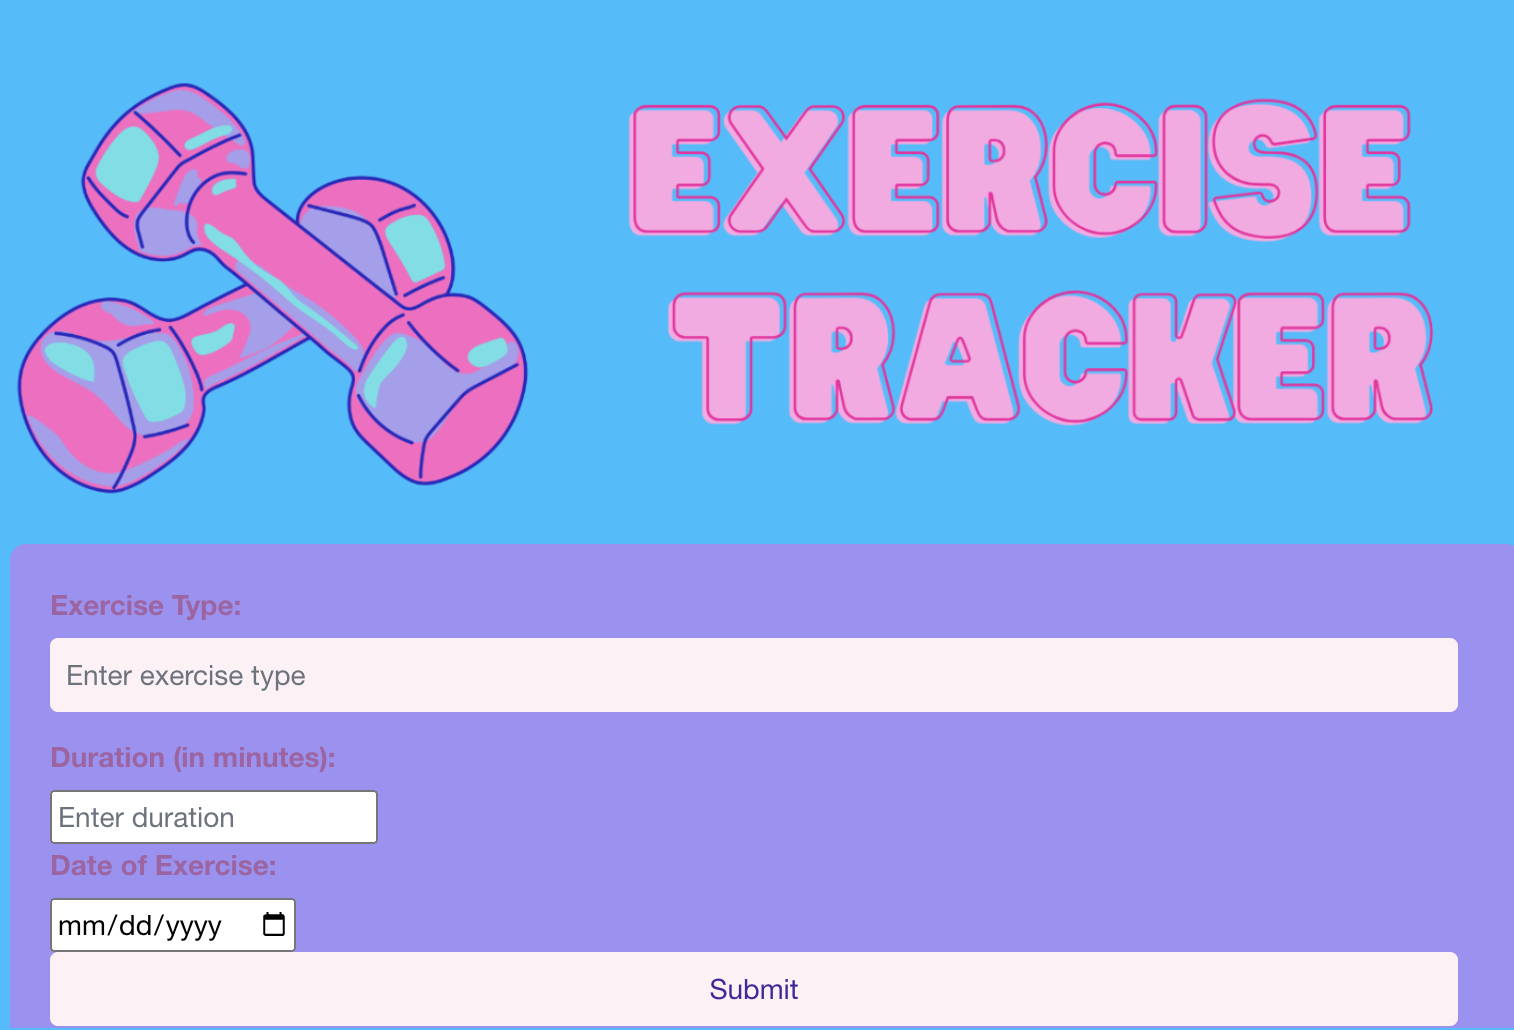 EXERCISE
TRACKER
Exercise Type:
Enter exercise type
Duration (in minutes):
Enter duration
Date of Exercise:
mm/dd/yyyy
Submit